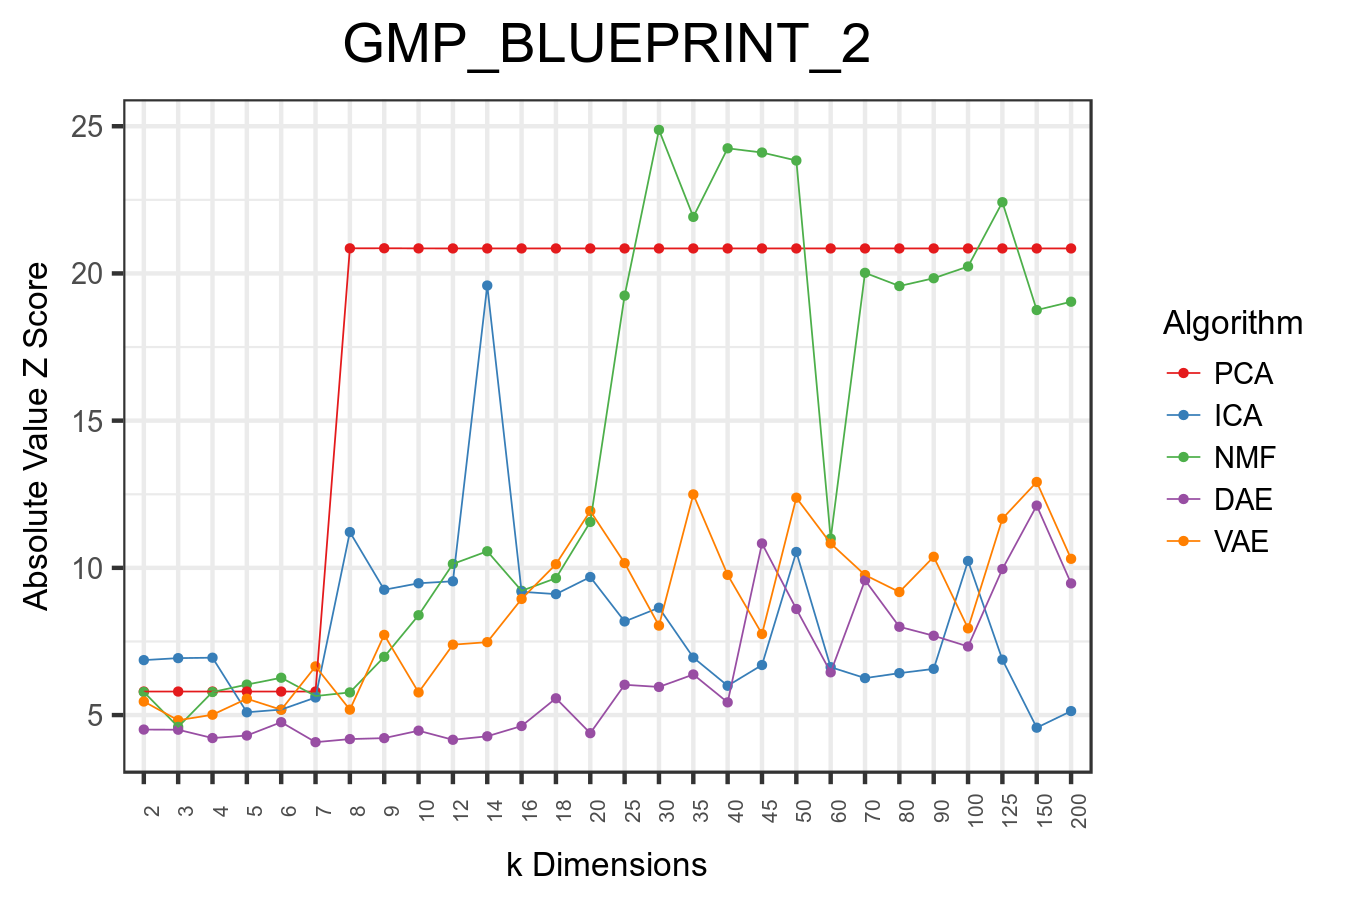 GMP_BLUEPRINT_2
Absolute Value Z Score
25
20
15
10
5
2 3 4 5 6 7 8 9 10 12 14 16 18 20 25 30 35 40 45 50 60 70 80 90 100 125 150 200
k Dimensions
Algorithm
PCA
ICA
NMF
DAE
VAE